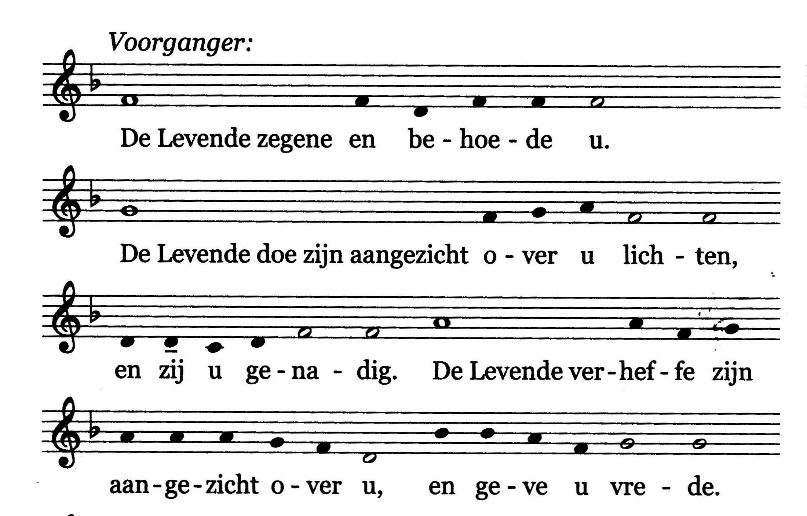 Voorganger:
De Levende zegene en be - hoe - de u.
De Levende doe zijn aangezicht o - ver u lich - ten,
en zij u ge - na - dig. De Levende ver - hef - fe zijn
aan - ge - zicht o - ver u, en ge - ve u vre - de.